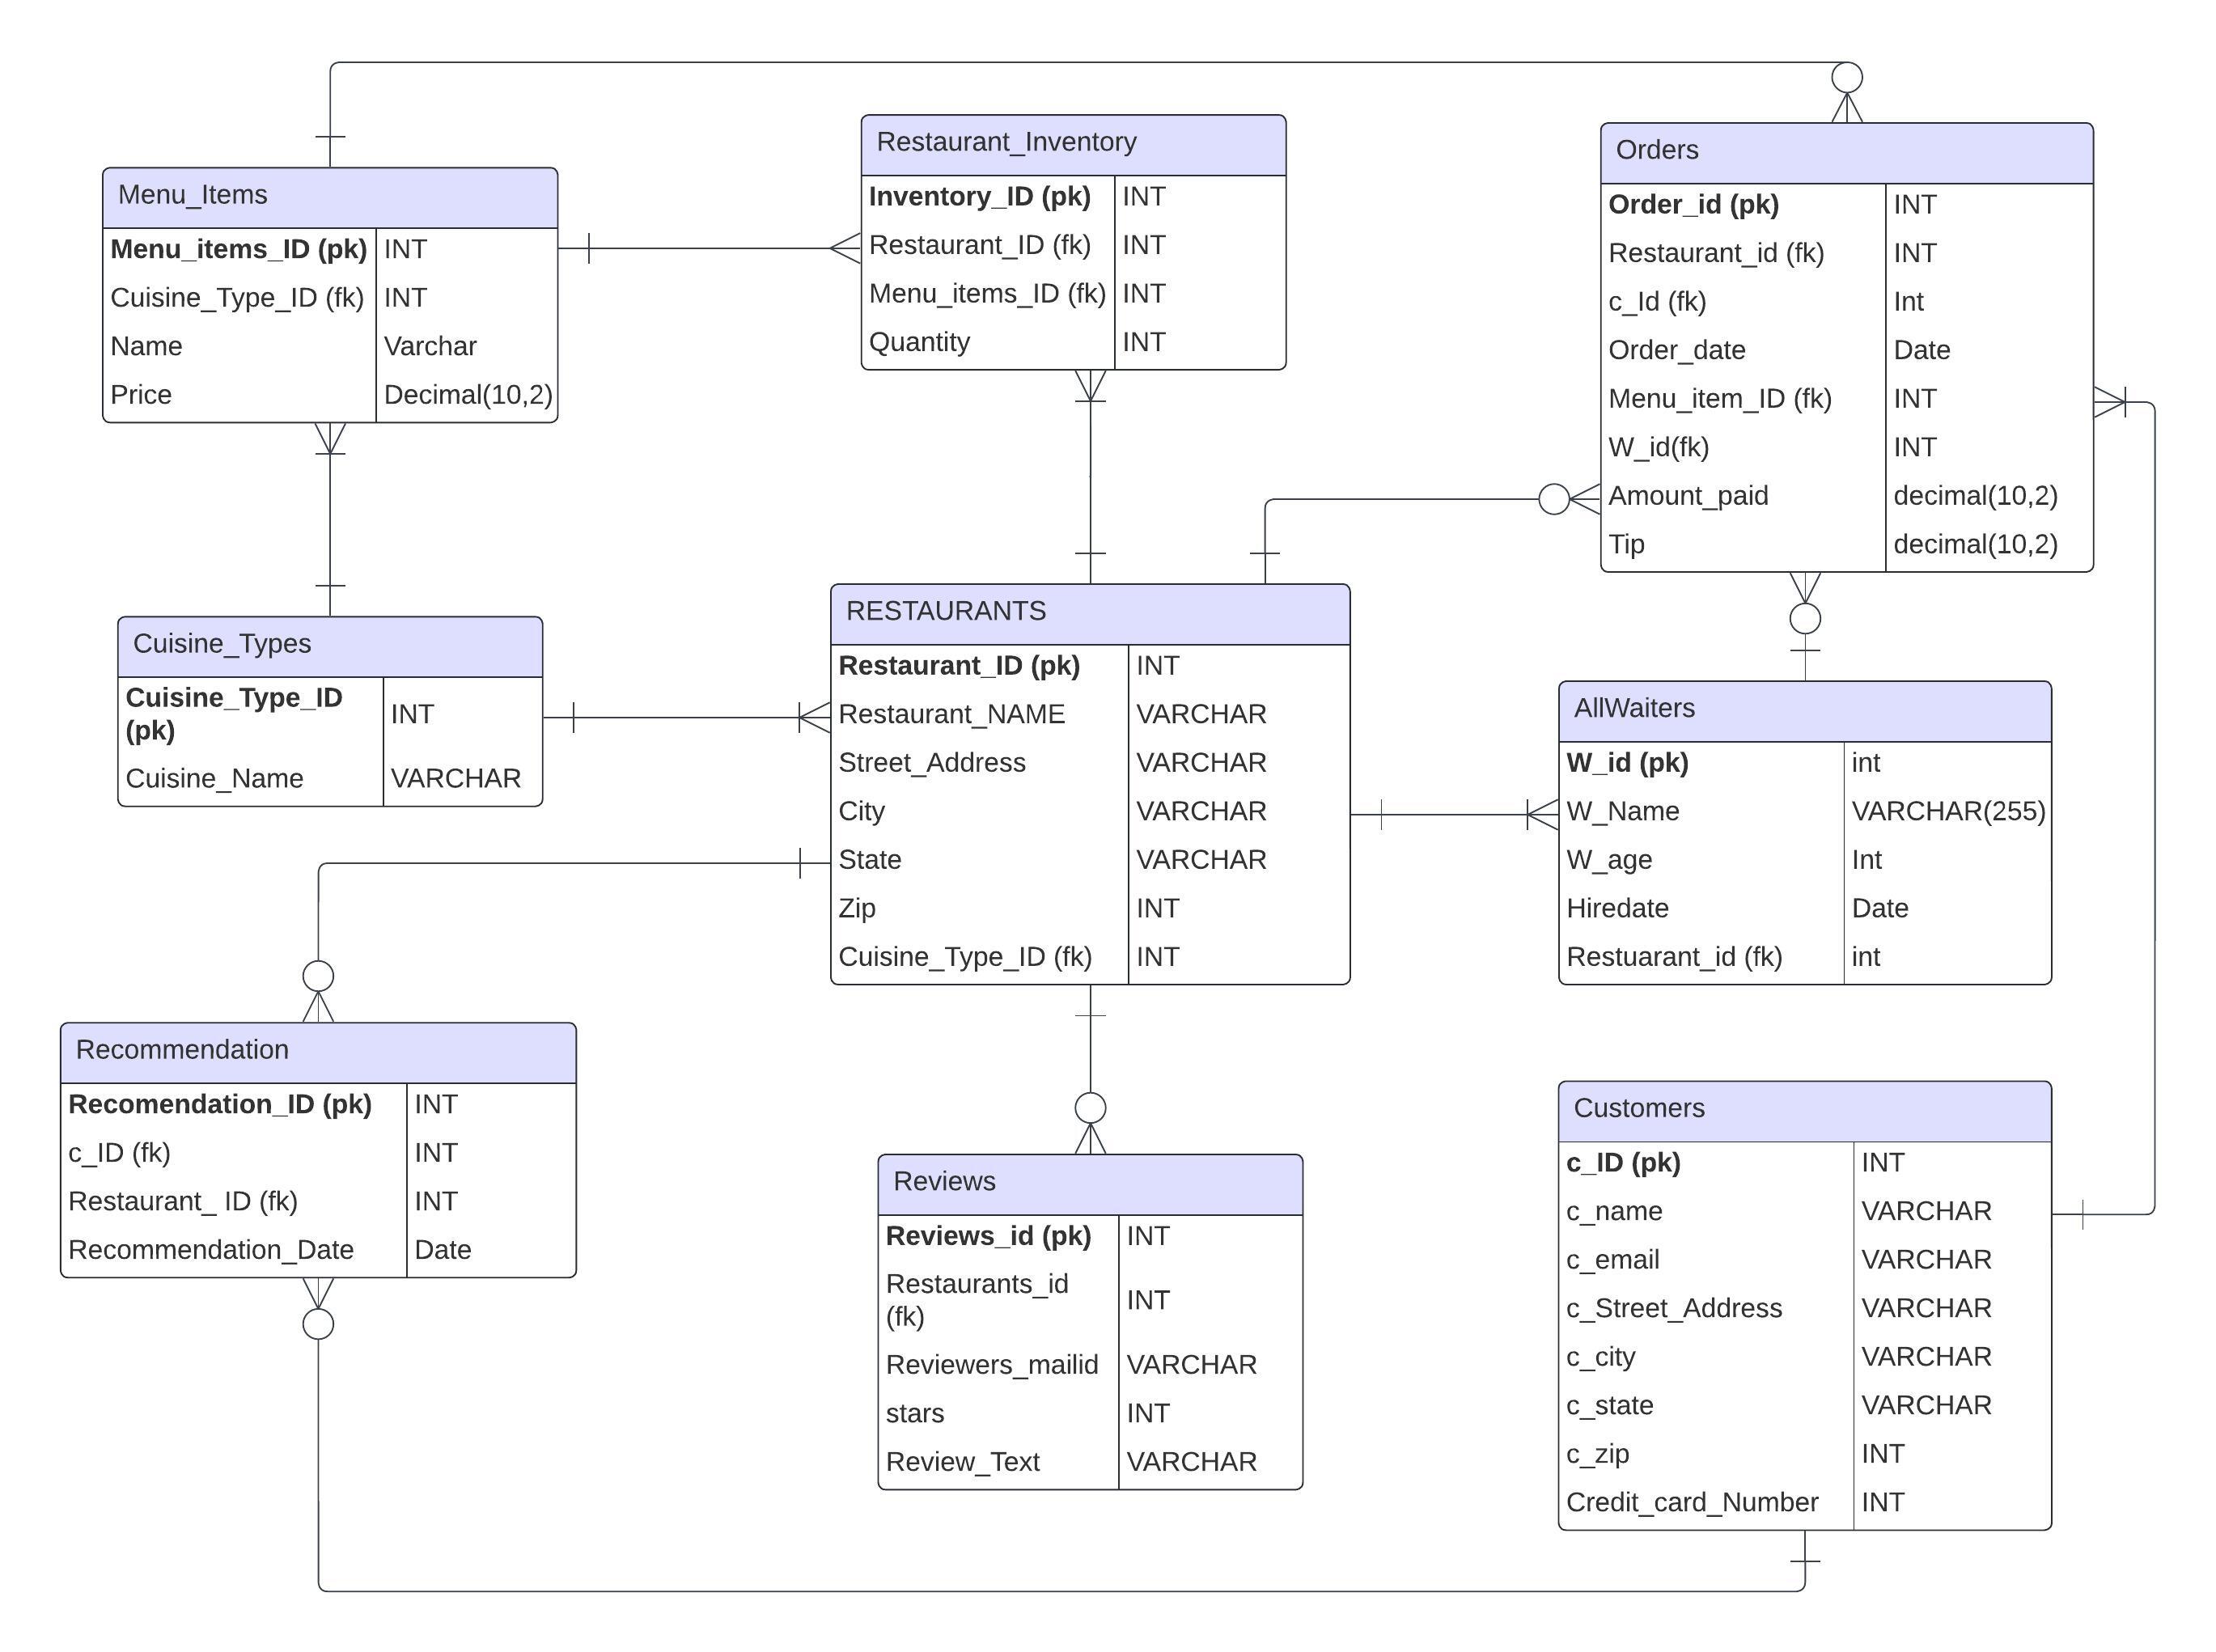 Menu_Items
Menu_items_ID (pk) INT
Cuisine_Type_ID (fk) INT
Name Varchar
Price Decimal(10,2)
Restaurant_Inventory
Inventory_ID (pk) INT
Restaurant_ID (fk) INT
Menu_items_ID (fk) INT
Quantity INT
Orders
Order_id (pk) INT
Restaurant_id (fk) INT
c_Id (fk) Int
Order_date Date
Menu_item_ID (fk) INT
W_id(fk) INT
Amount_paid decimal(10,2)
Tip decimal(10,2)
Cuisine_Types
Cuisine_Type_ID
(pk) INT
Cuisine_Name VARCHAR
RESTAURANTS
Restaurant_ID (pk) INT
Restaurant_NAME VARCHAR
Street_Address VARCHAR
City VARCHAR
State VARCHAR
Zip INT
Cuisine_Type_ID (fk) INT
AllWaiters
W_id (pk) int
W_Name VARCHAR(255)
W_age Int
Hiredate Date
Restuarant_id (fk) int
Recommendation
Recomendation_ID (pk) INT
c_ID (fk) INT
Restaurant_ ID (fk) INT
Recommendation_Date Date
Reviews
Reviews_id (pk) INT
Restaurants_id
(fk) INT
Reviewers_mailid VARCHAR
stars INT
Review_Text VARCHAR
Customers
c_ID (pk) INT
c_name VARCHAR
c_email VARCHAR
c_Street_Address VARCHAR
c_city VARCHAR
c_state VARCHAR
c_zip INT
Credit_card_Number INT